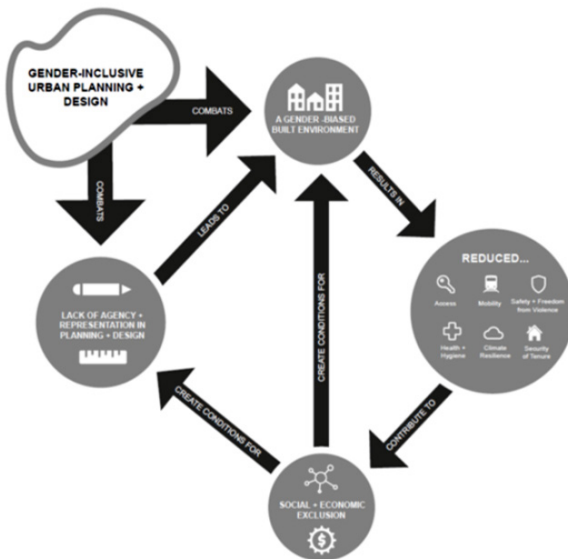 GENDER-INCLUSIVE
URBAN PLANNING +
DESIGN
COMBATS
COMBATS
A GENDER -BIASED
BUILT ENVIRONMENT
LEADS TO
RESULTS IN
REDUCED...
Access
Mobility
Safety + Freedom
from Violence
Health +
Hygiene
Climate
Resilience
Security
of Tenure
LACK OF AGENCY +
REPRESENTATION IN
PLANNING + DESIGN
CREATE CONDITIONS FOR
CREATE CONDITIONS FOR
CONTRIBUTE TO
SOCIAL + ECONOMIC
EXCLUSION
$